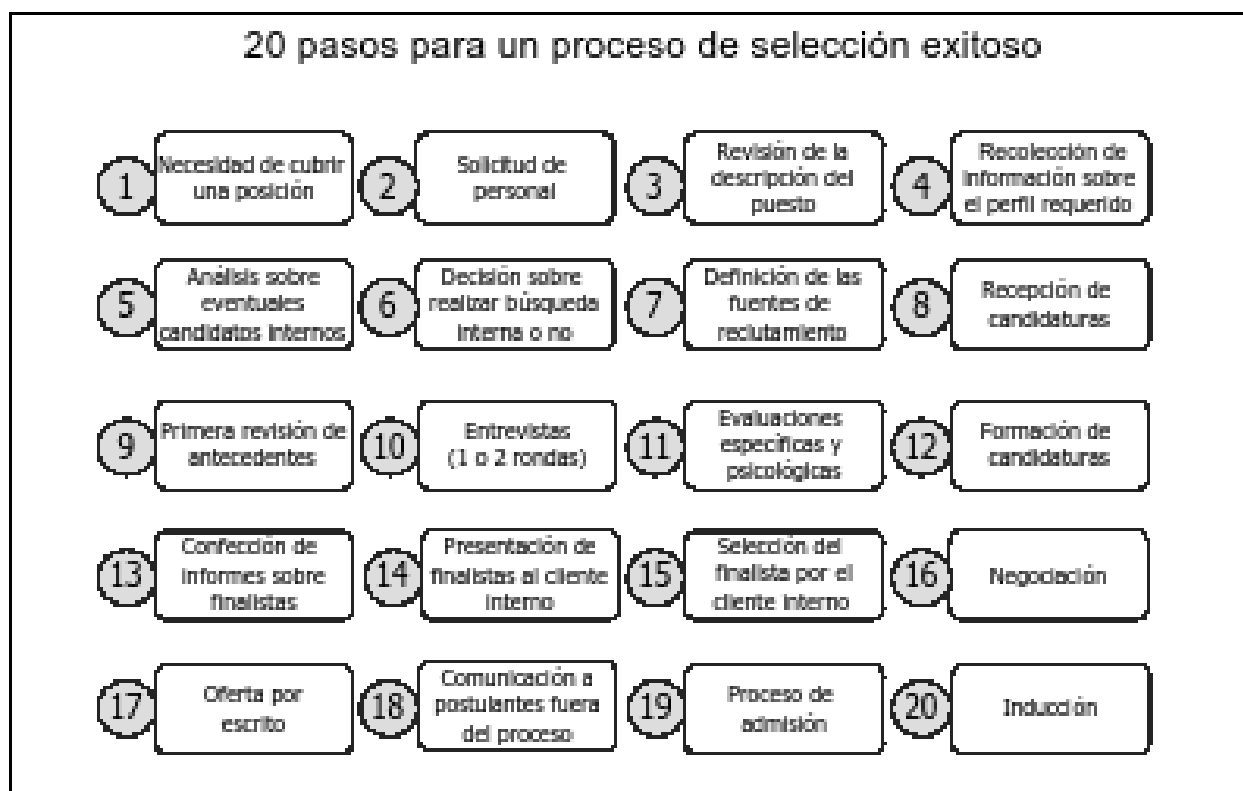 20 pasos para un proceso de selección exitoso
1
Necesidad de cubrir
una posición
2
Solicitud de
personal
3
Revisión de la
descripción del
puesto
4
Recolección de
información sobre
el perfil requerido
5
Análisis sobre
eventuales
candidatos internos
6
Decisión sobre
realizar búsqueda
interna o no
7
Definición de las
fuentes de
reclutamiento
8
Recepción de
candidaturas
9
Primera revisión de
antecedentes
10
Entrevistas
(1 o 2 rondas)
11
Evaluaciones
específicas y
psicológicas
12
Formación de
candidaturas
13
Confección de
informes sobre
finalistas
14
Presentación de
finalistas al cliente
interno
15
Selección del
finalista por el
cliente interno
16
Negociación
17
Oferta por
escrito
18
Comunicación a
postulantes fuera
del proceso
19
Proceso de
admisión
20
Inducción